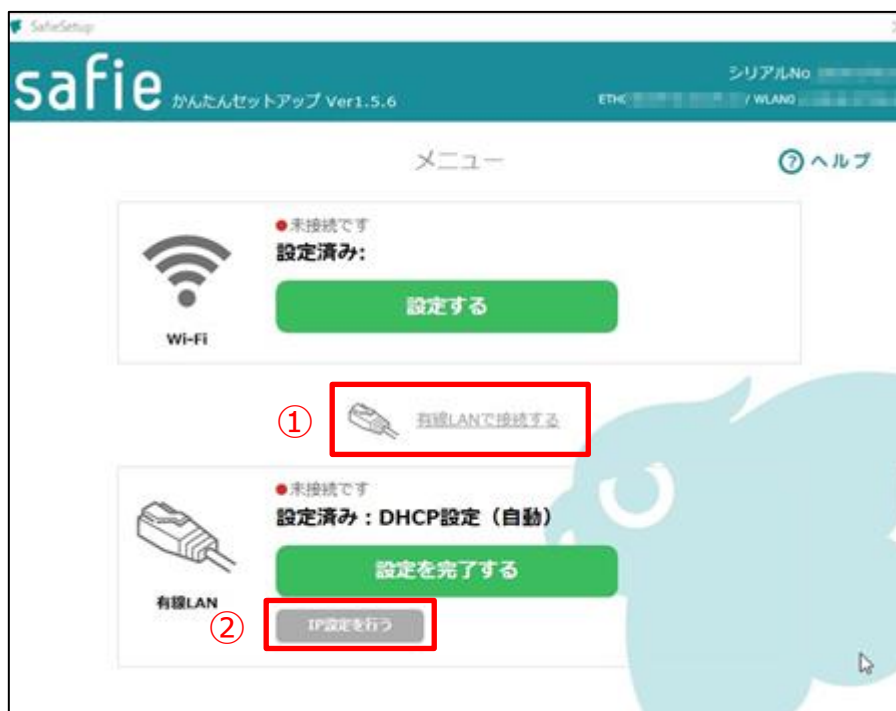 SafieSetup
safie かんたんセットアップ Ver1.5.6
シリアルNo
/ WLAN0
メニュー
? ヘルプ
●未接続です
設定済み:
設定する
Wi-Fi
① 有線LANで接続する
●未接続です
設定済み：DHCP設定（自動）
設定を完了する
有線LAN
② IP設定を行う